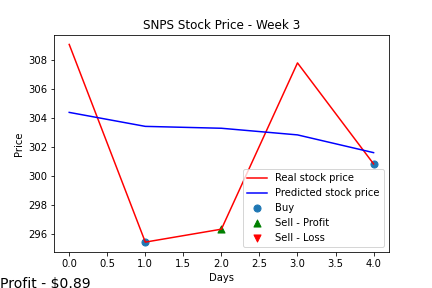 SNPS Stock Price - Week 3
Price
308
306
304
302
300
298
296
Real stock price
Predicted stock price
Buy
Sell - Profit
Sell - Loss
0.0 0.5 1.0 1.5 2.0 2.5 3.0 3.5 4.0
Days
Profit - $0.89